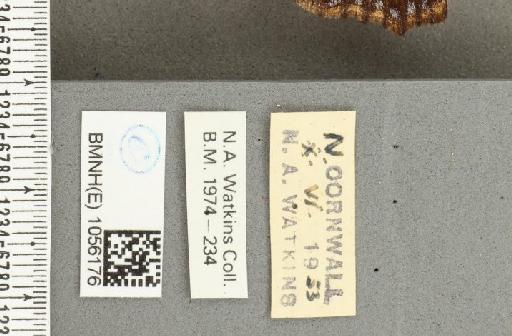 BMNH(E) 1056176
N.A. Watkins Coll.
B.M. 1974–234
N. CORNWALL
X. VI. 1953
N. A. WATKINS